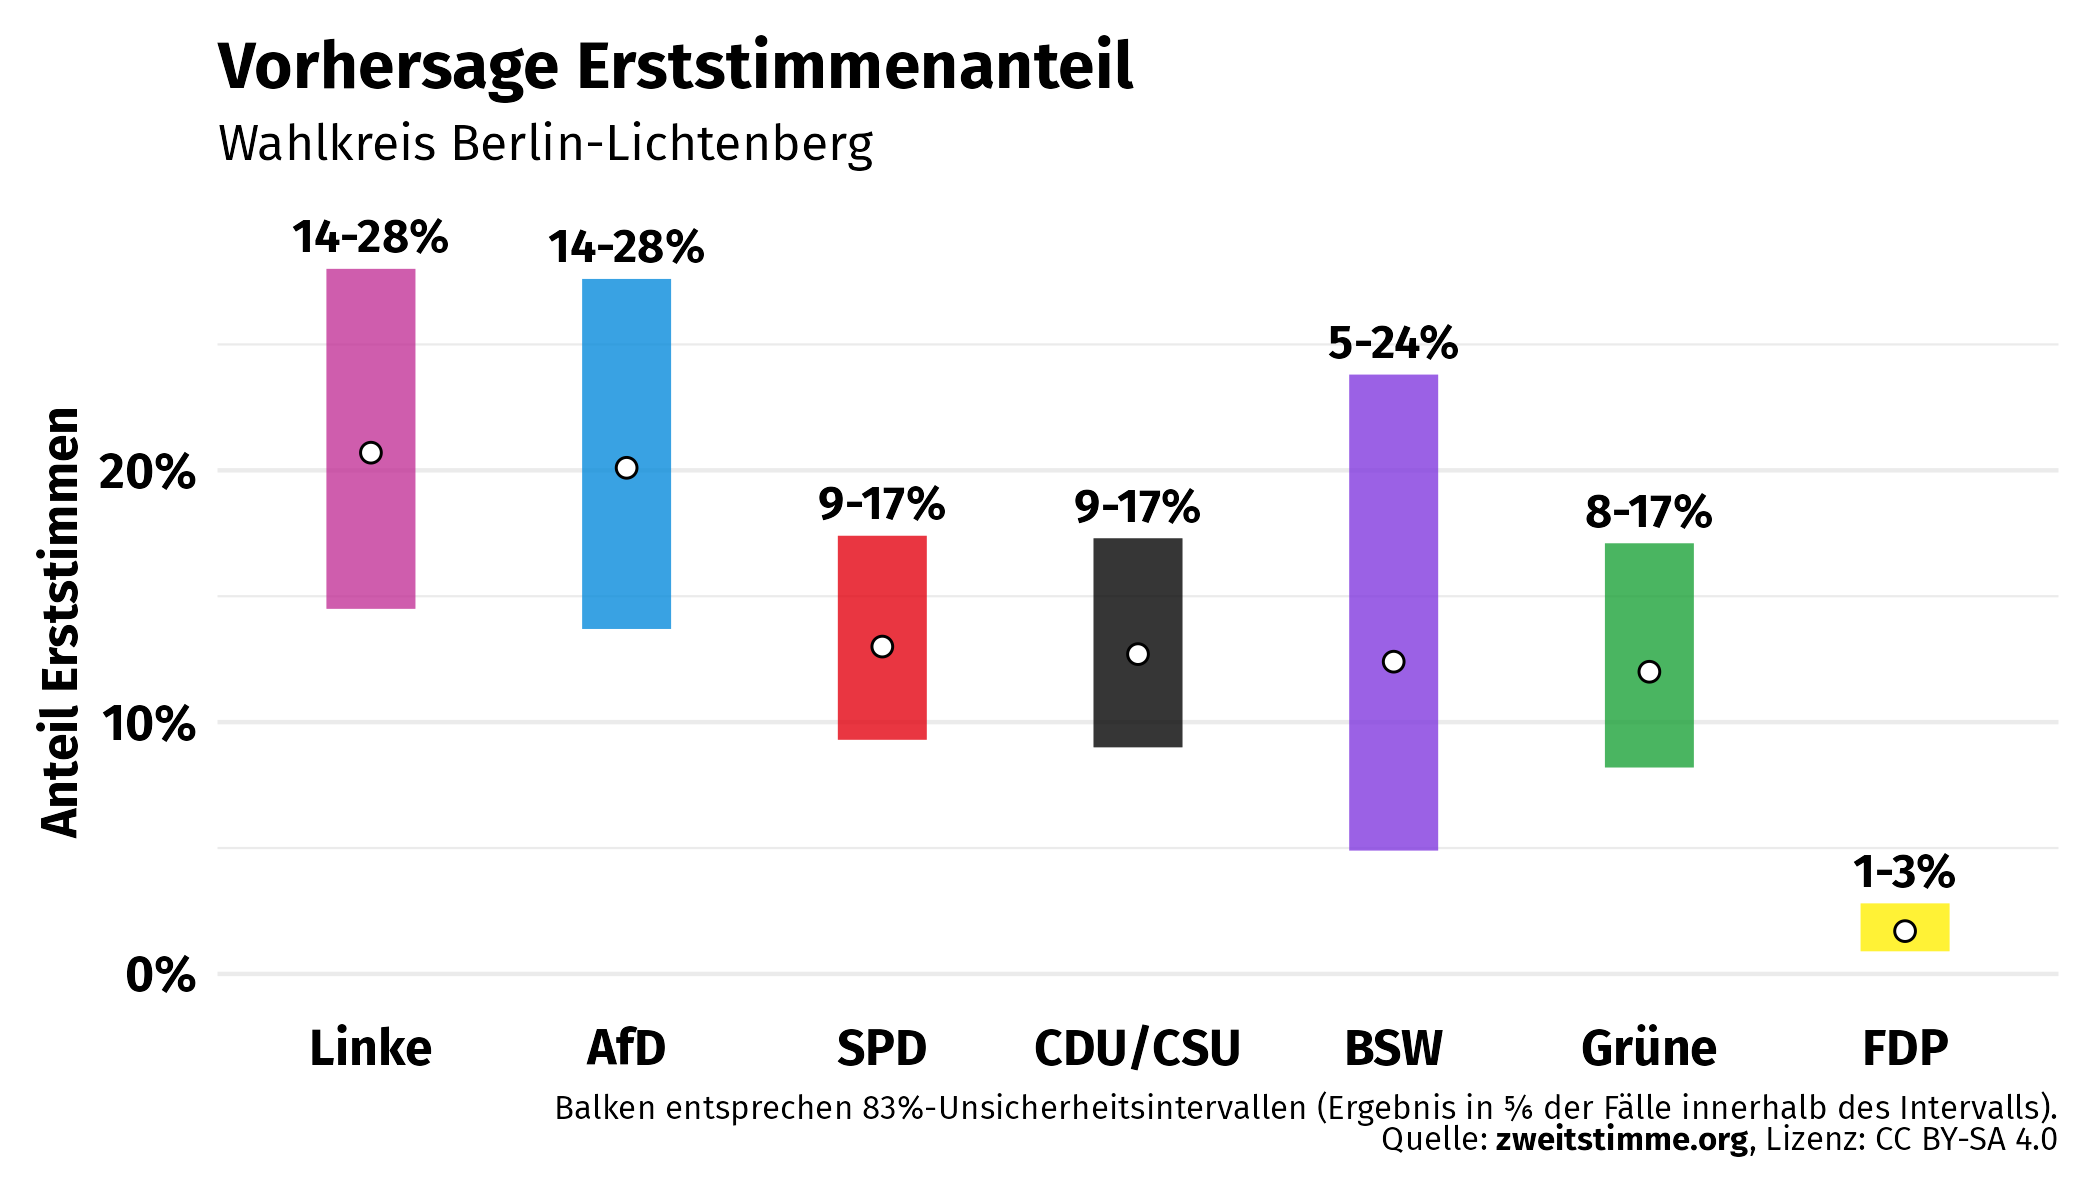 Vorhersage Erststimmenanteil
Wahlkreis Berlin-Lichtenberg
14-28%
14-28%
5-24%
9-17%
9-17%
8-17%
1-3%
Anteil Erststimmen
20%
10%
0%
Linke
AfD
SPD
CDU/CSU
BSW
Grüne
FDP
Balken entsprechen 83%-Unsicherheitsintervallen (Ergebnis in ⅚ der Fälle innerhalb des Intervalls).
Quelle: zweitstimme.org, Lizenz: CC BY-SA 4.0